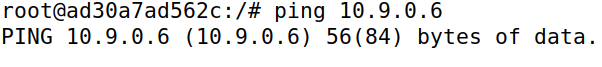 root@ad30a7ad562c:/# ping 10.9.0.6
PING 10.9.0.6 (10.9.0.6) 56(84) bytes of data.